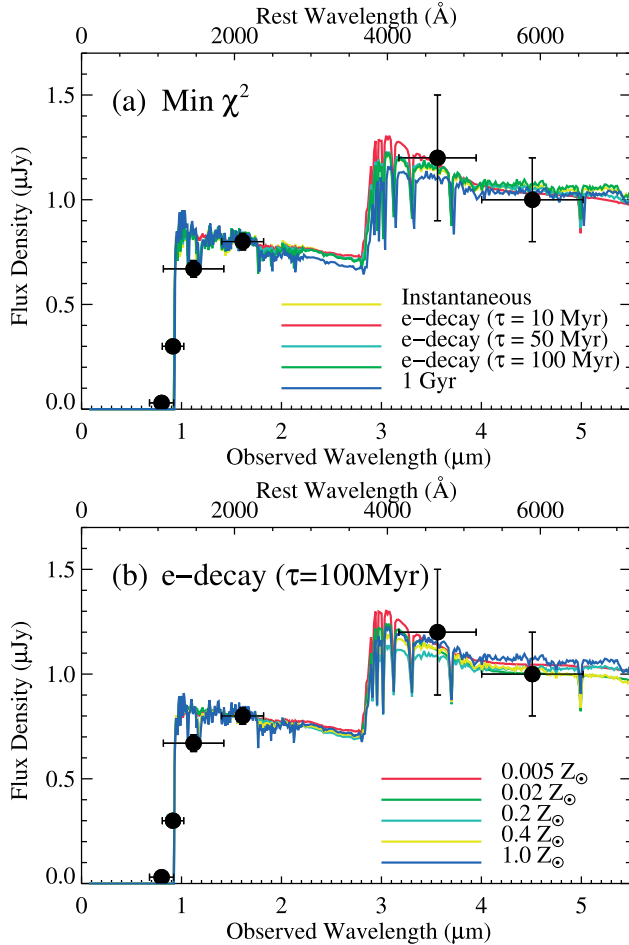 Rest Wavelength (Å)
0 2000 4000 6000
(a) Min χ²
1.5
1.0
0.5
0.0
Flux Density (μJy)
Instantaneous
e−decay (τ = 10 Myr)
e−decay (τ = 50 Myr)
e−decay (τ = 100 Myr)
1 Gyr
0 1 2 3 4 5
Observed Wavelength (μm)
Rest Wavelength (Å)
0 2000 4000 6000
(b) e−decay (τ=100Myr)
1.5
1.0
0.5
0.0
Flux Density (μJy)
0.005 Z⊙
0.02 Z⊙
0.2 Z⊙
0.4 Z⊙
1.0 Z⊙
0 1 2 3 4 5
Observed Wavelength (μm)